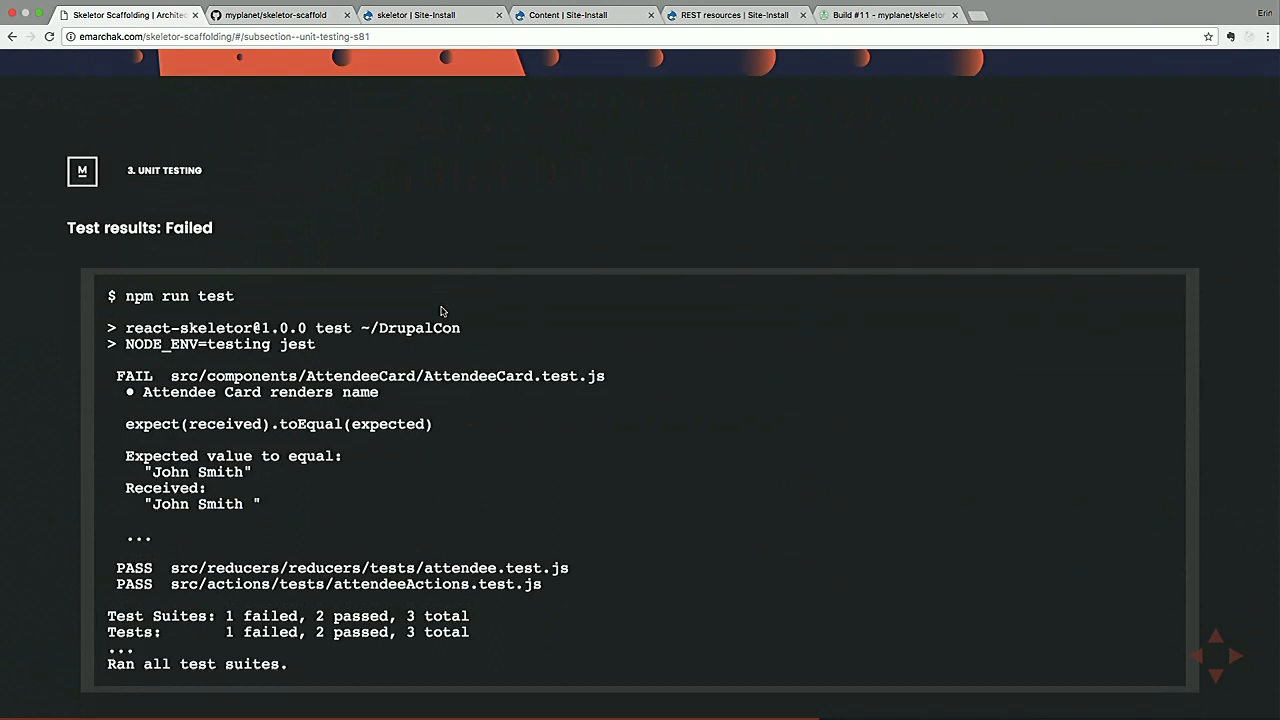 Skeletor Scaffolding | Archite
myplanet/skeletor-scaffold
skeletor | Site-Install
Content | Site-Install
REST resources | Site-Install
Build #11 - myplanet/skeletor
Erin
emarchak.com/skeletor-scaffolding/#/subsection--unit-testing-s81
M
3. UNIT TESTING
Test results: Failed
$ npm run test
> react-skeletor@1.0.0 test ~/DrupalCon
> NODE_ENV=testing jest
FAIL src/components/AttendeeCard/AttendeeCard.test.js
● Attendee Card renders name
expect(received).toEqual(expected)
Expected value to equal:
"John Smith"
Received:
"John Smith "
...
PASS src/reducers/reducers/tests/attendee.test.js
PASS src/actions/tests/attendeeActions.test.js
Test Suites: 1 failed, 2 passed, 3 total
Tests: 1 failed, 2 passed, 3 total
...
Ran all test suites.